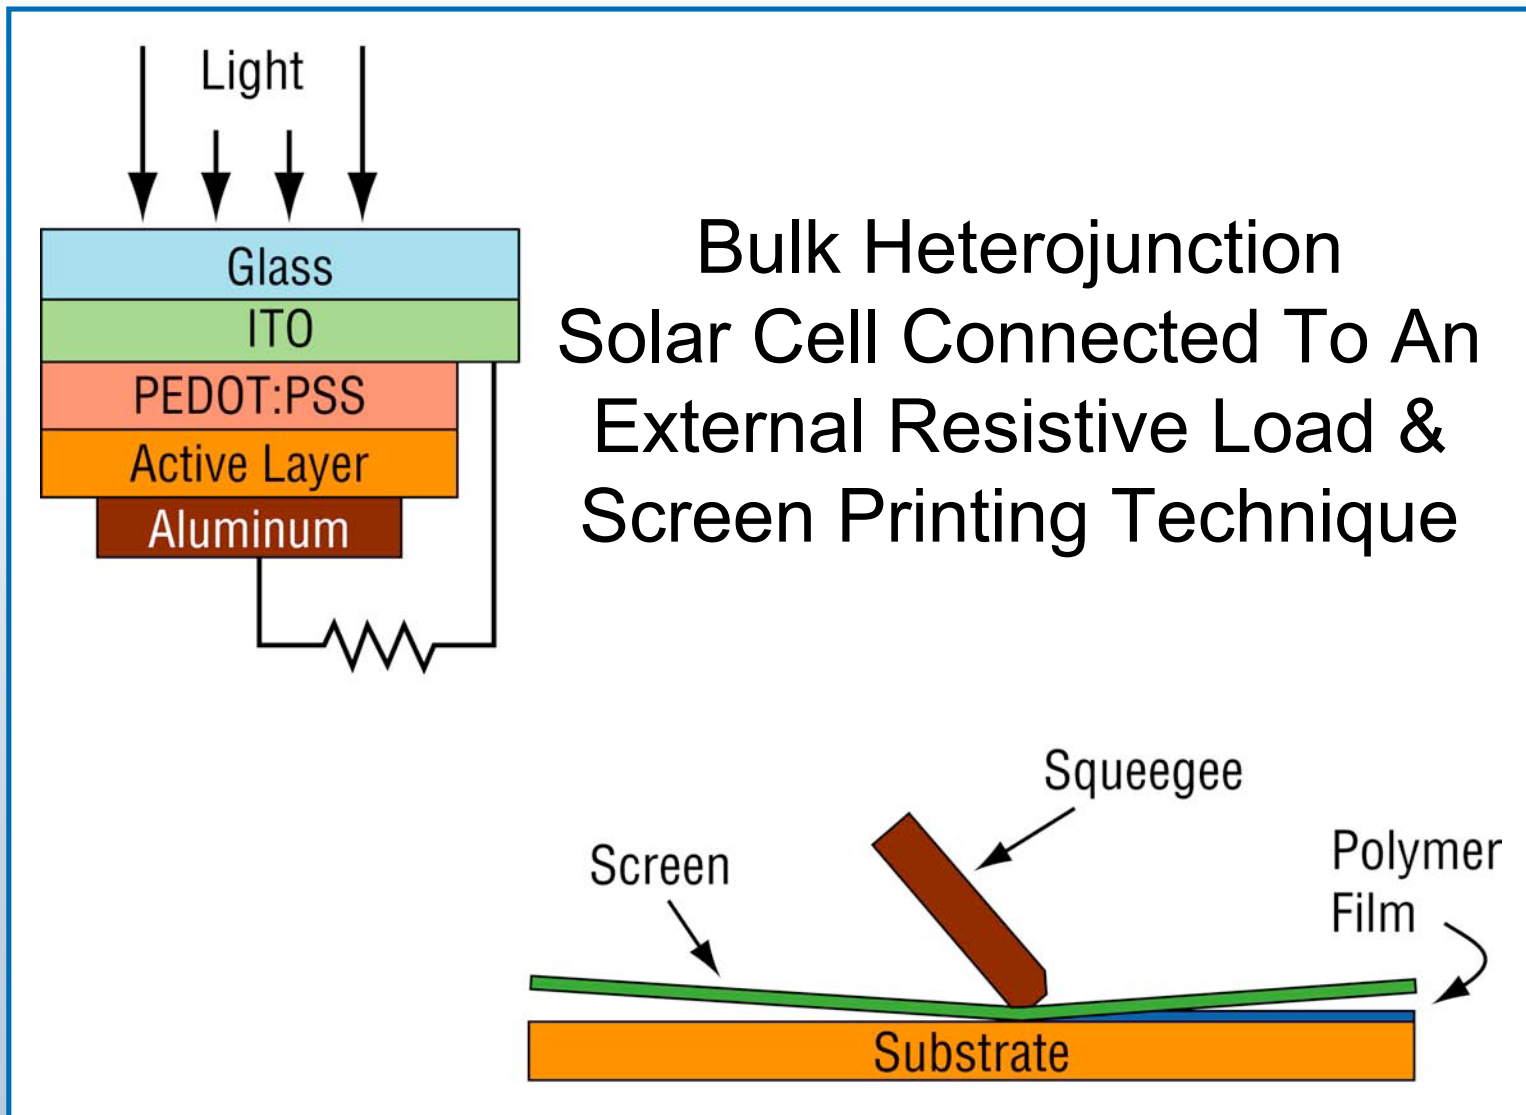 Light
Glass
ITO
PEDOT:PSS
Active Layer
Aluminum
Bulk Heterojunction
Solar Cell Connected To An
External Resistive Load &
Screen Printing Technique
Squeegee
Screen
Polymer
Film
Substrate